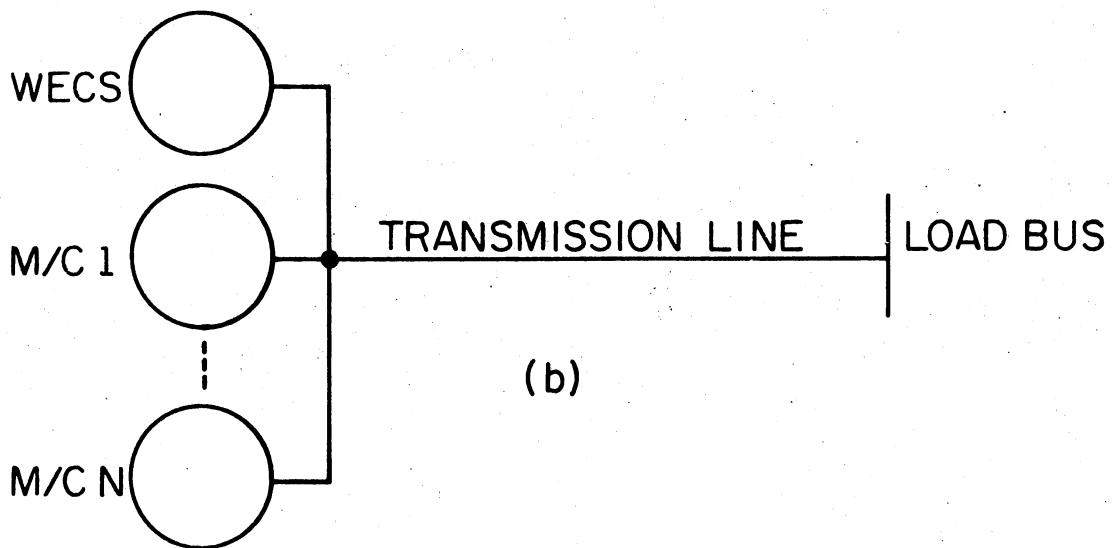 WECS
M/C 1
TRANSMISSION LINE
LOAD BUS
(b)
M/C N